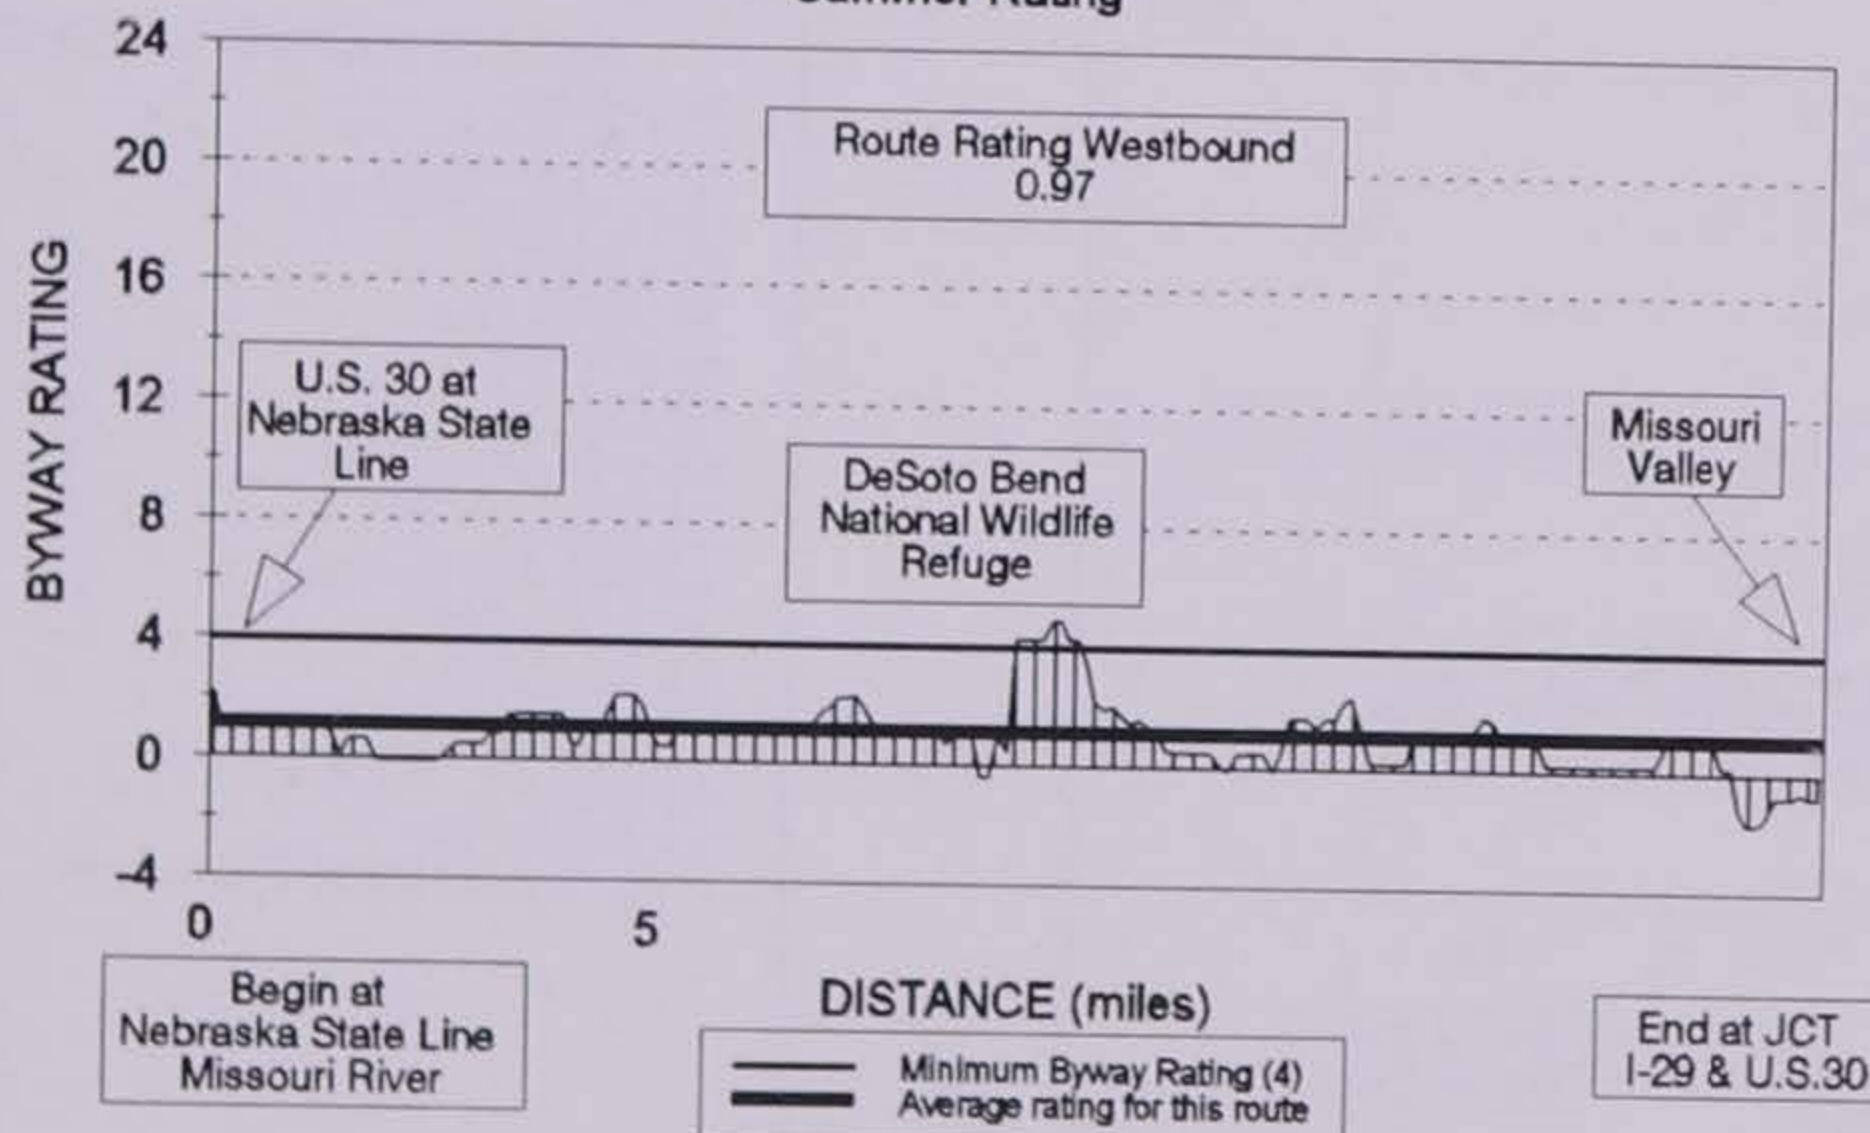 Summer Rating
24
20
16
12
8
4
0
-4
BYWAY RATING
Route Rating Westbound
0.97
U.S. 30 at
Nebraska State
Line
DeSoto Bend
National Wildlife
Refuge
Missouri
Valley
0
5
Begin at
Nebraska State Line
Missouri River
DISTANCE (miles)
Minimum Byway Rating (4)
Average rating for this route
End at JCT
I-29 & U.S.30